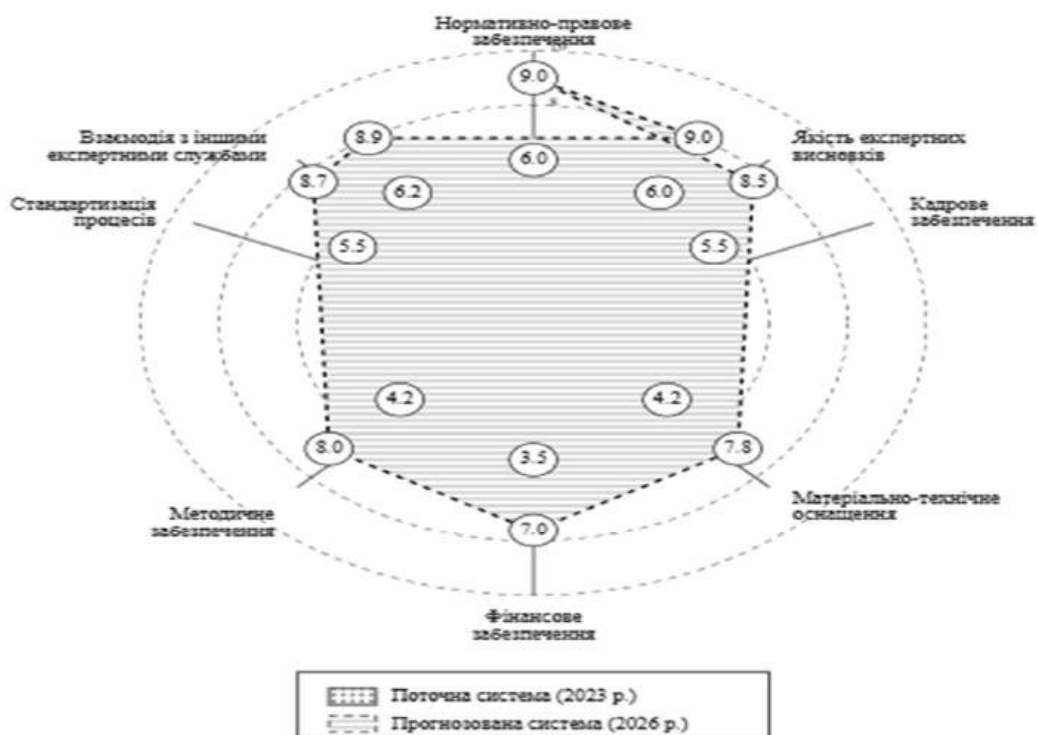 Нормативно-правове
забезпечення
9.0
8.9
9.0
Взаємодія з іншими
експертними службами
Якість експертних
висновків
6.0
8.7
6.2
6.0
8.5
Стандартизація
процесів
Кадрове
забезпечення
5.5
5.5
4.2
4.2
8.0
3.5
7.8
Методичне
забезпечення
Матеріально-технічне
оснащення
7.0
Фінансове
забезпечення
Поточна система (2023 р.)
Прогнозована система (2026 р.)